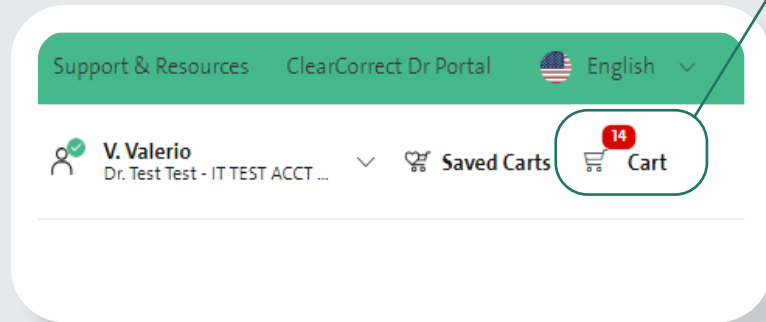 Support & Resources ClearCorrect Dr Portal English
14
V. Valerio Saved Carts Cart
Dr. Test Test - IT TEST ACCT ...